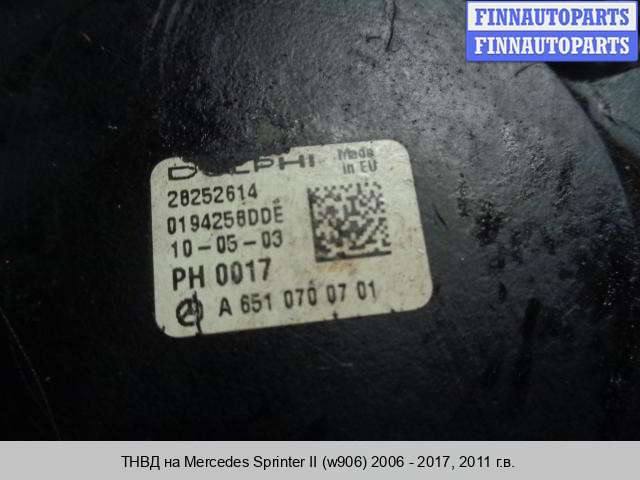 FINNAUTOPARTS
FINNAUTOPARTS
DELPHI Made in EU
28252614
0194258DDE
10-05-03
PH 0017
A 651 070 07 01
ТНВД на Mercedes Sprinter II (w906) 2006 - 2017, 2011 г.в.